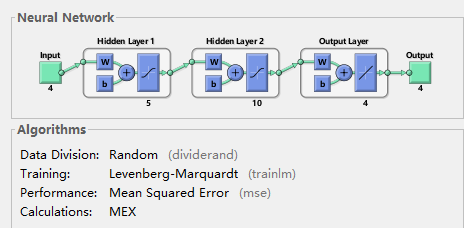 Neural Network
Hidden Layer 1 Hidden Layer 2 Output Layer
Input Output
W W W
+ + +
b b b
4 4
5 10 4
Algorithms
Data Division: Random (dividerand)
Training: Levenberg-Marquardt (trainlm)
Performance: Mean Squared Error (mse)
Calculations: MEX